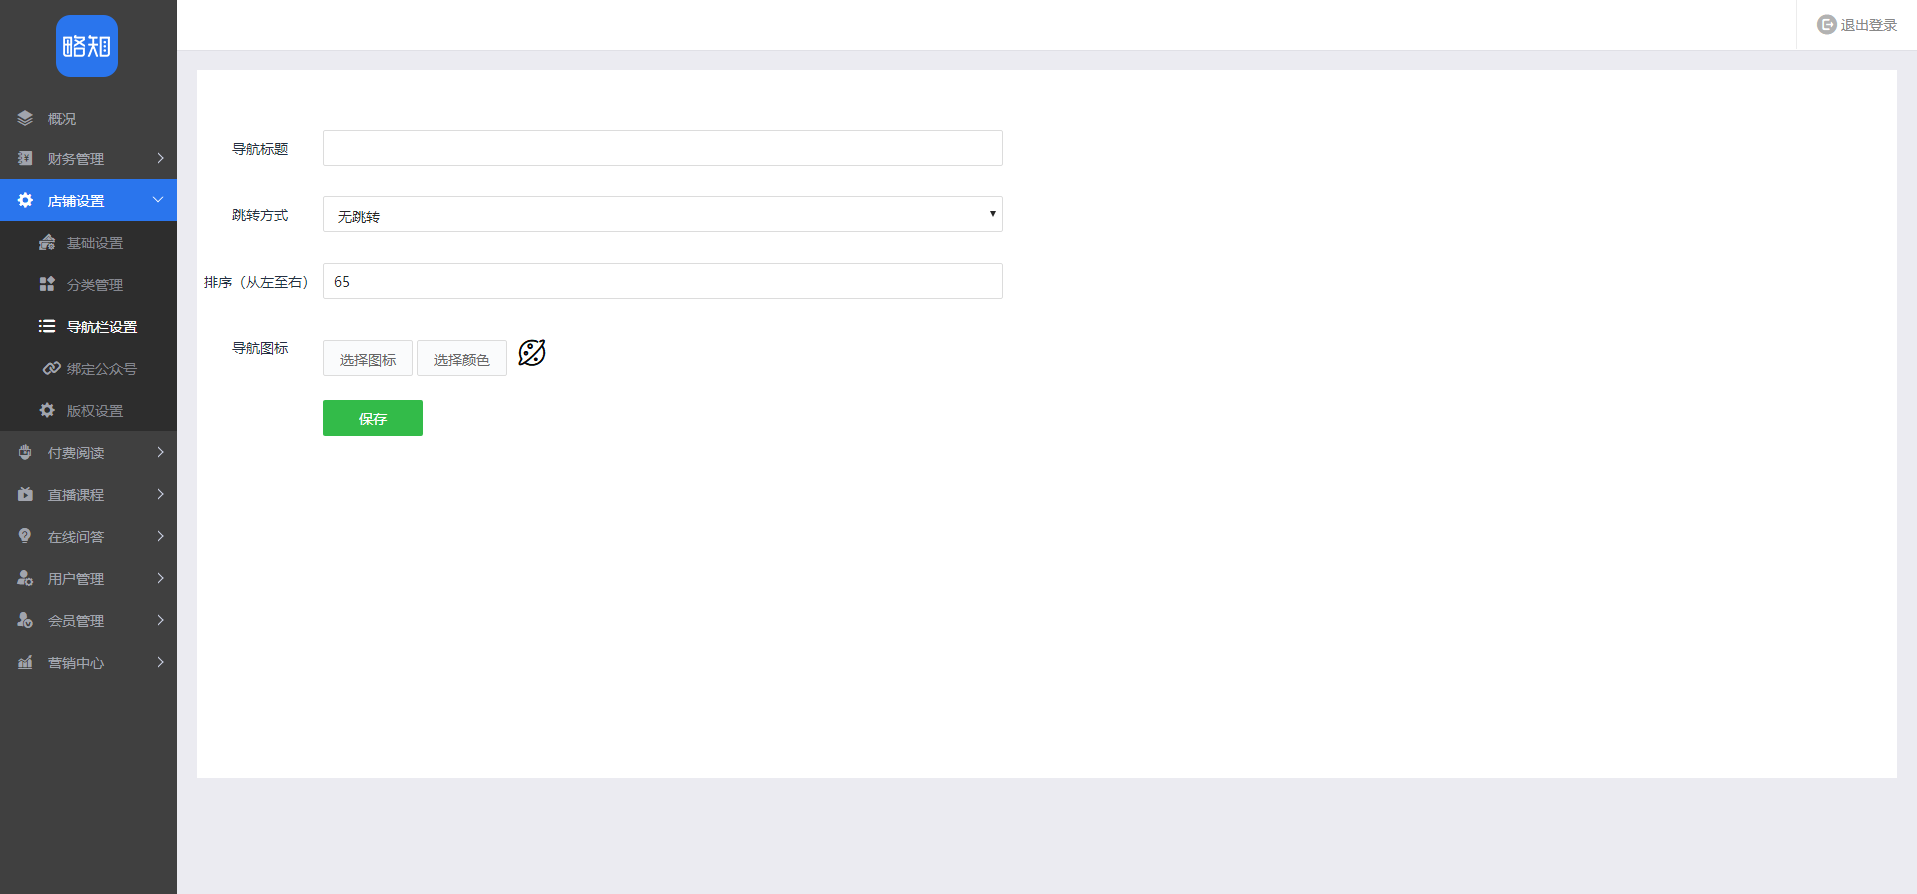 略知
退出登录
概况
财务管理
店铺设置
基础设置
分类管理
导航栏设置
绑定公众号
版权设置
付费阅读
直播课程
在线问答
用户管理
会员管理
营销中心
导航标题
跳转方式
无跳转
排序（从左至右）
65
导航图标
选择图标
选择颜色
保存